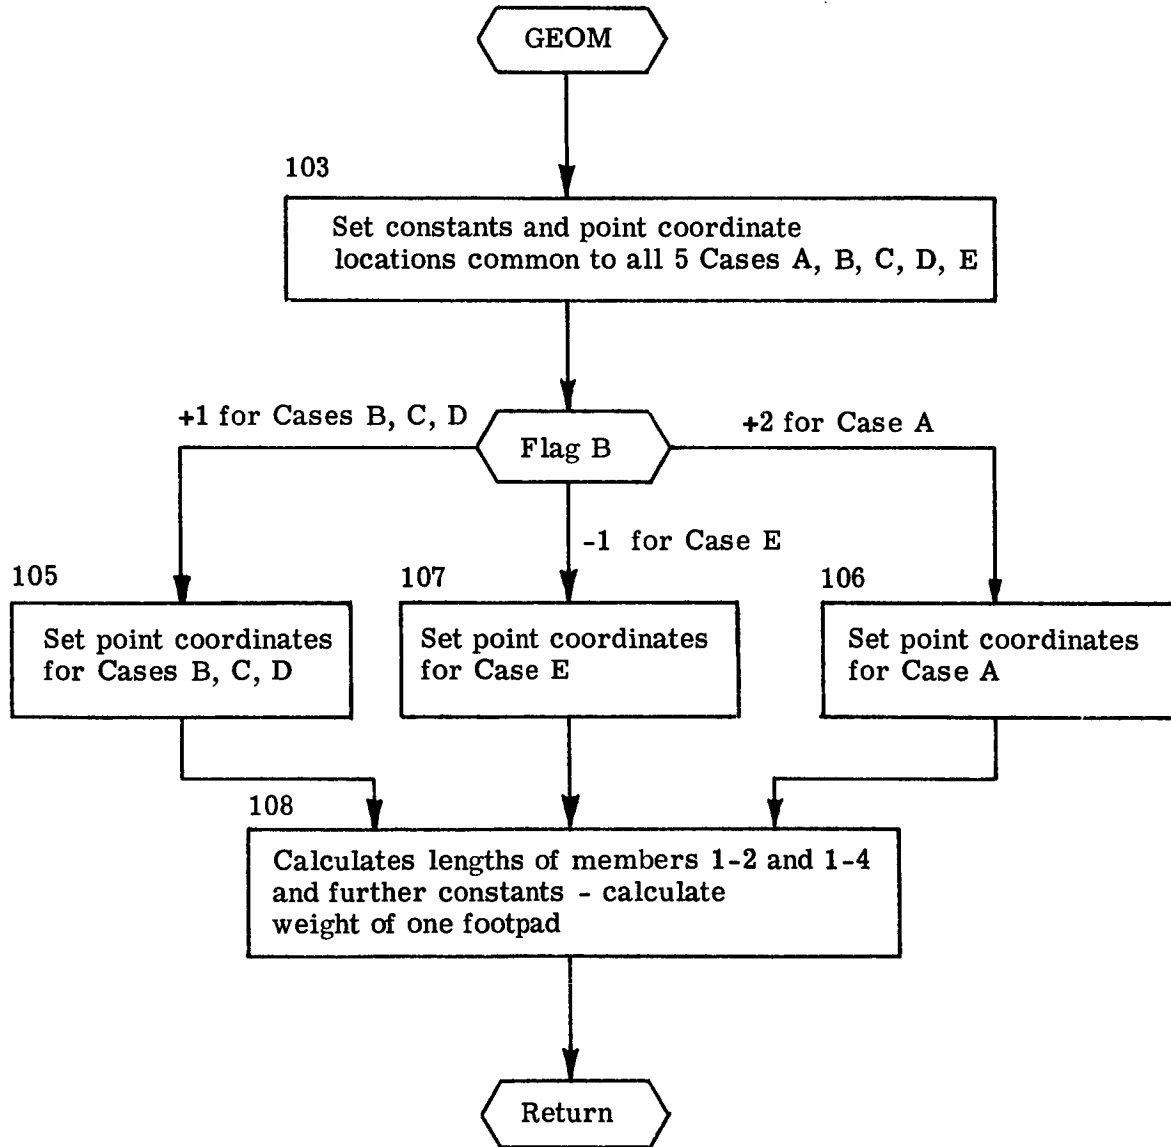 GEOM
103
Set constants and point coordinate
locations common to all 5 Cases A, B, C, D, E
+1 for Cases B, C, D
Flag B
+2 for Case A
-1 for Case E
105
Set point coordinates
for Cases B, C, D
107
Set point coordinates
for Case E
106
Set point coordinates
for Case A
108
Calculates lengths of members 1-2 and 1-4
and further constants - calculate
weight of one footpad
Return